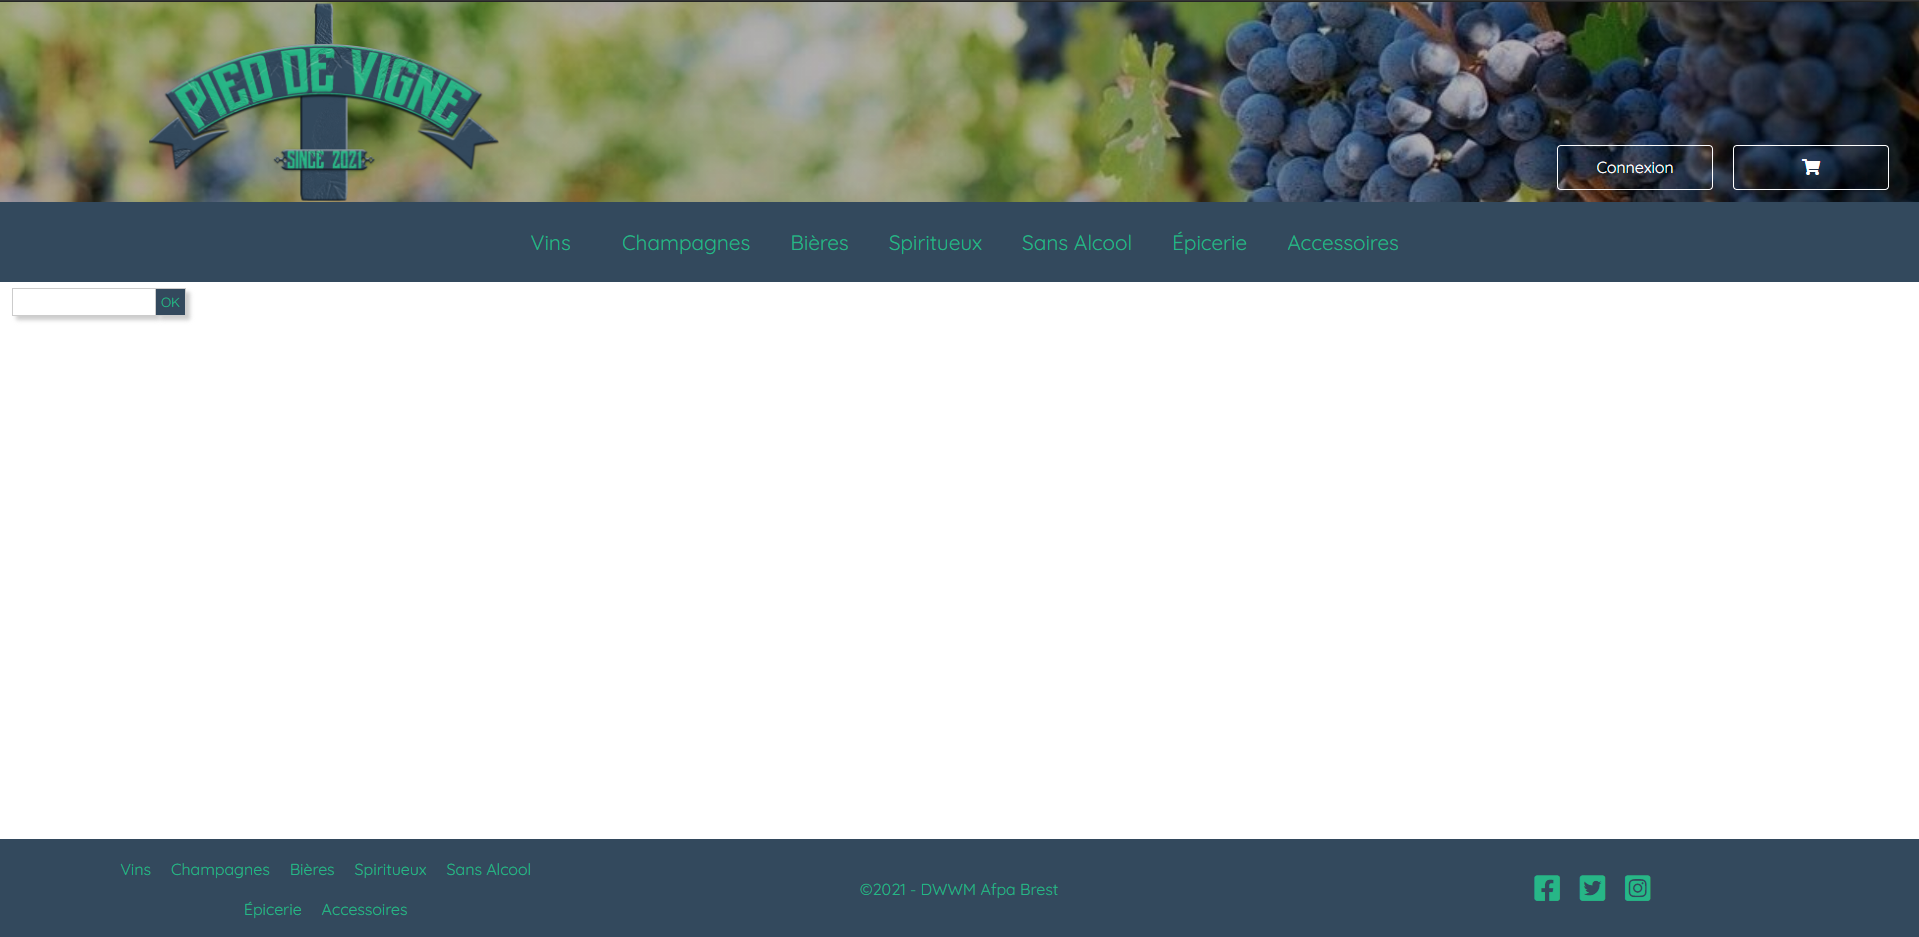 PIED DE VIGNE
SINCE 2021
Connexion
Vins Champagnes Bières Spiritueux Sans Alcool Épicerie Accessoires
OK
Vins Champagnes Bières Spiritueux Sans Alcool
Épicerie Accessoires
©2021 - DWWM Afpa Brest